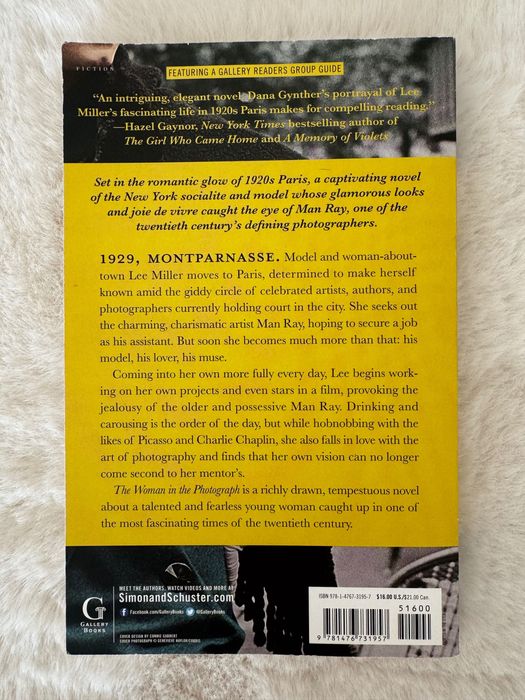 FICTION
FEATURING A GALLERY READERS GROUP GUIDE
“An intriguing, elegant novel. Dana Gynther’s portrayal of Lee
Miller’s fascinating life in 1920s Paris makes for compelling reading.”
—Hazel Gaynor, New York Times bestselling author of
The Girl Who Came Home and A Memory of Violets
Set in the romantic glow of 1920s Paris, a captivating novel
of the New York socialite and model whose glamorous looks
and joie de vivre caught the eye of Man Ray, one of the
twentieth century’s defining photographers.
1929, MONTPARNASSE. Model and woman-about-
town Lee Miller moves to Paris, determined to make herself
known amid the giddy circle of celebrated artists, authors, and
photographers currently holding court in the city. She seeks out
the charming, charismatic artist Man Ray, hoping to secure a job
as his assistant. But soon she becomes much more than that: his
model, his lover, his muse.
Coming into her own more fully every day, Lee begins work-
ing on her own projects and even stars in a film, provoking the
jealousy of the older and possessive Man Ray. Drinking and
carousing is the order of the day, but while hobnobbing with the
likes of Picasso and Charlie Chaplin, she also falls in love with the
art of photography and finds that her own vision can no longer
come second to her mentor’s.
The Woman in the Photograph is a richly drawn, tempestuous novel
about a talented and fearless young woman caught up in one of
the most fascinating times of the twentieth century.
G
GALLERY
BOOKS
MEET THE AUTHORS, WATCH VIDEOS AND MORE AT
SimonandSchuster.com
Facebook.com/GalleryBooks @GalleryBooks
COVER DESIGN BY CONNIE GABBERT
COVER PHOTOGRAPH © GENEVIEVE NAYLOR/CORBIS
ISBN 978-1-4767-3195-7 $16.00 U.S./$21.00 Can.
51600
9 781476 731957